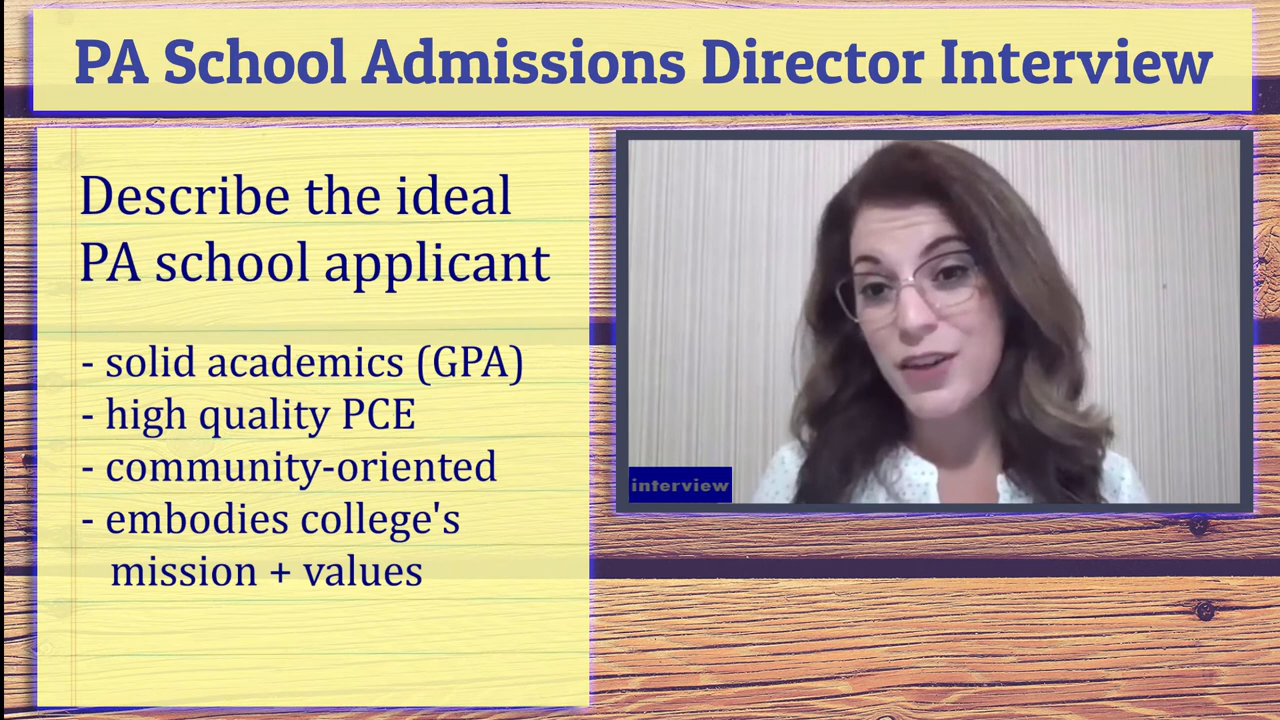 PA School Admissions Director Interview
Describe the ideal
PA school applicant
- solid academics (GPA)
- high quality PCE
- community-oriented
- embodies college's
mission + values
interview